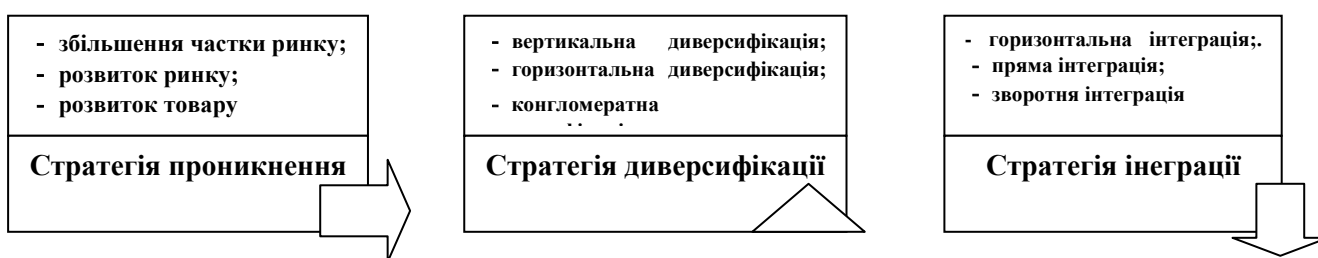 - збільшення частки ринку;
- розвиток ринку;
- розвиток товару
Стратегія проникнення
- вертикальна диверсифікація;
- горизонтальна диверсифікація;
- конгломератна
Стратегія диверсифікації
- горизонтальна інтеграція;.
- пряма інтеграція;
- зворотня інтеграція
Стратегія інеграції